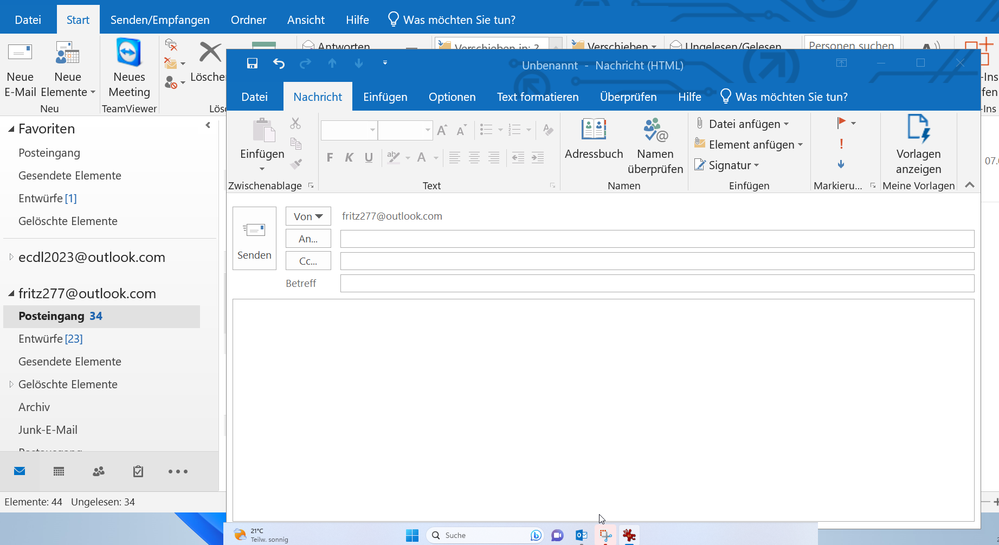 Datei Start Senden/Empfangen Ordner Ansicht Hilfe Was möchten Sie tun?
Neue E-Mail
Neue Elemente
Neu
Neues Meeting
TeamViewer
Antworten
Verschieben in: ?
Verschieben
Ungelesen/Gelesen
Personen suchen
Favoriten
Posteingang
Gesendete Elemente
Entwürfe [1]
Gelöschte Elemente
ecdl2023@outlook.com
fritz277@outlook.com
Posteingang 34
Entwürfe [23]
Gesendete Elemente
Gelöschte Elemente
Archiv
Junk-E-Mail
Postausgang
Elemente: 44 Ungelesen: 34
Unbenannt - Nachricht (HTML)
Datei Nachricht Einfügen Optionen Text formatieren Überprüfen Hilfe Was möchten Sie tun?
Einfügen
Zwischenablage
F K U
Text
Adressbuch
Namen überprüfen
Namen
Datei anfügen
Element anfügen
Signatur
Einfügen
Markieru...
Vorlagen anzeigen
Meine Vorlagen
Senden
Von fritz277@outlook.com
An...
Cc...
Betreff
21°C
Teilw. sonnig
Suche